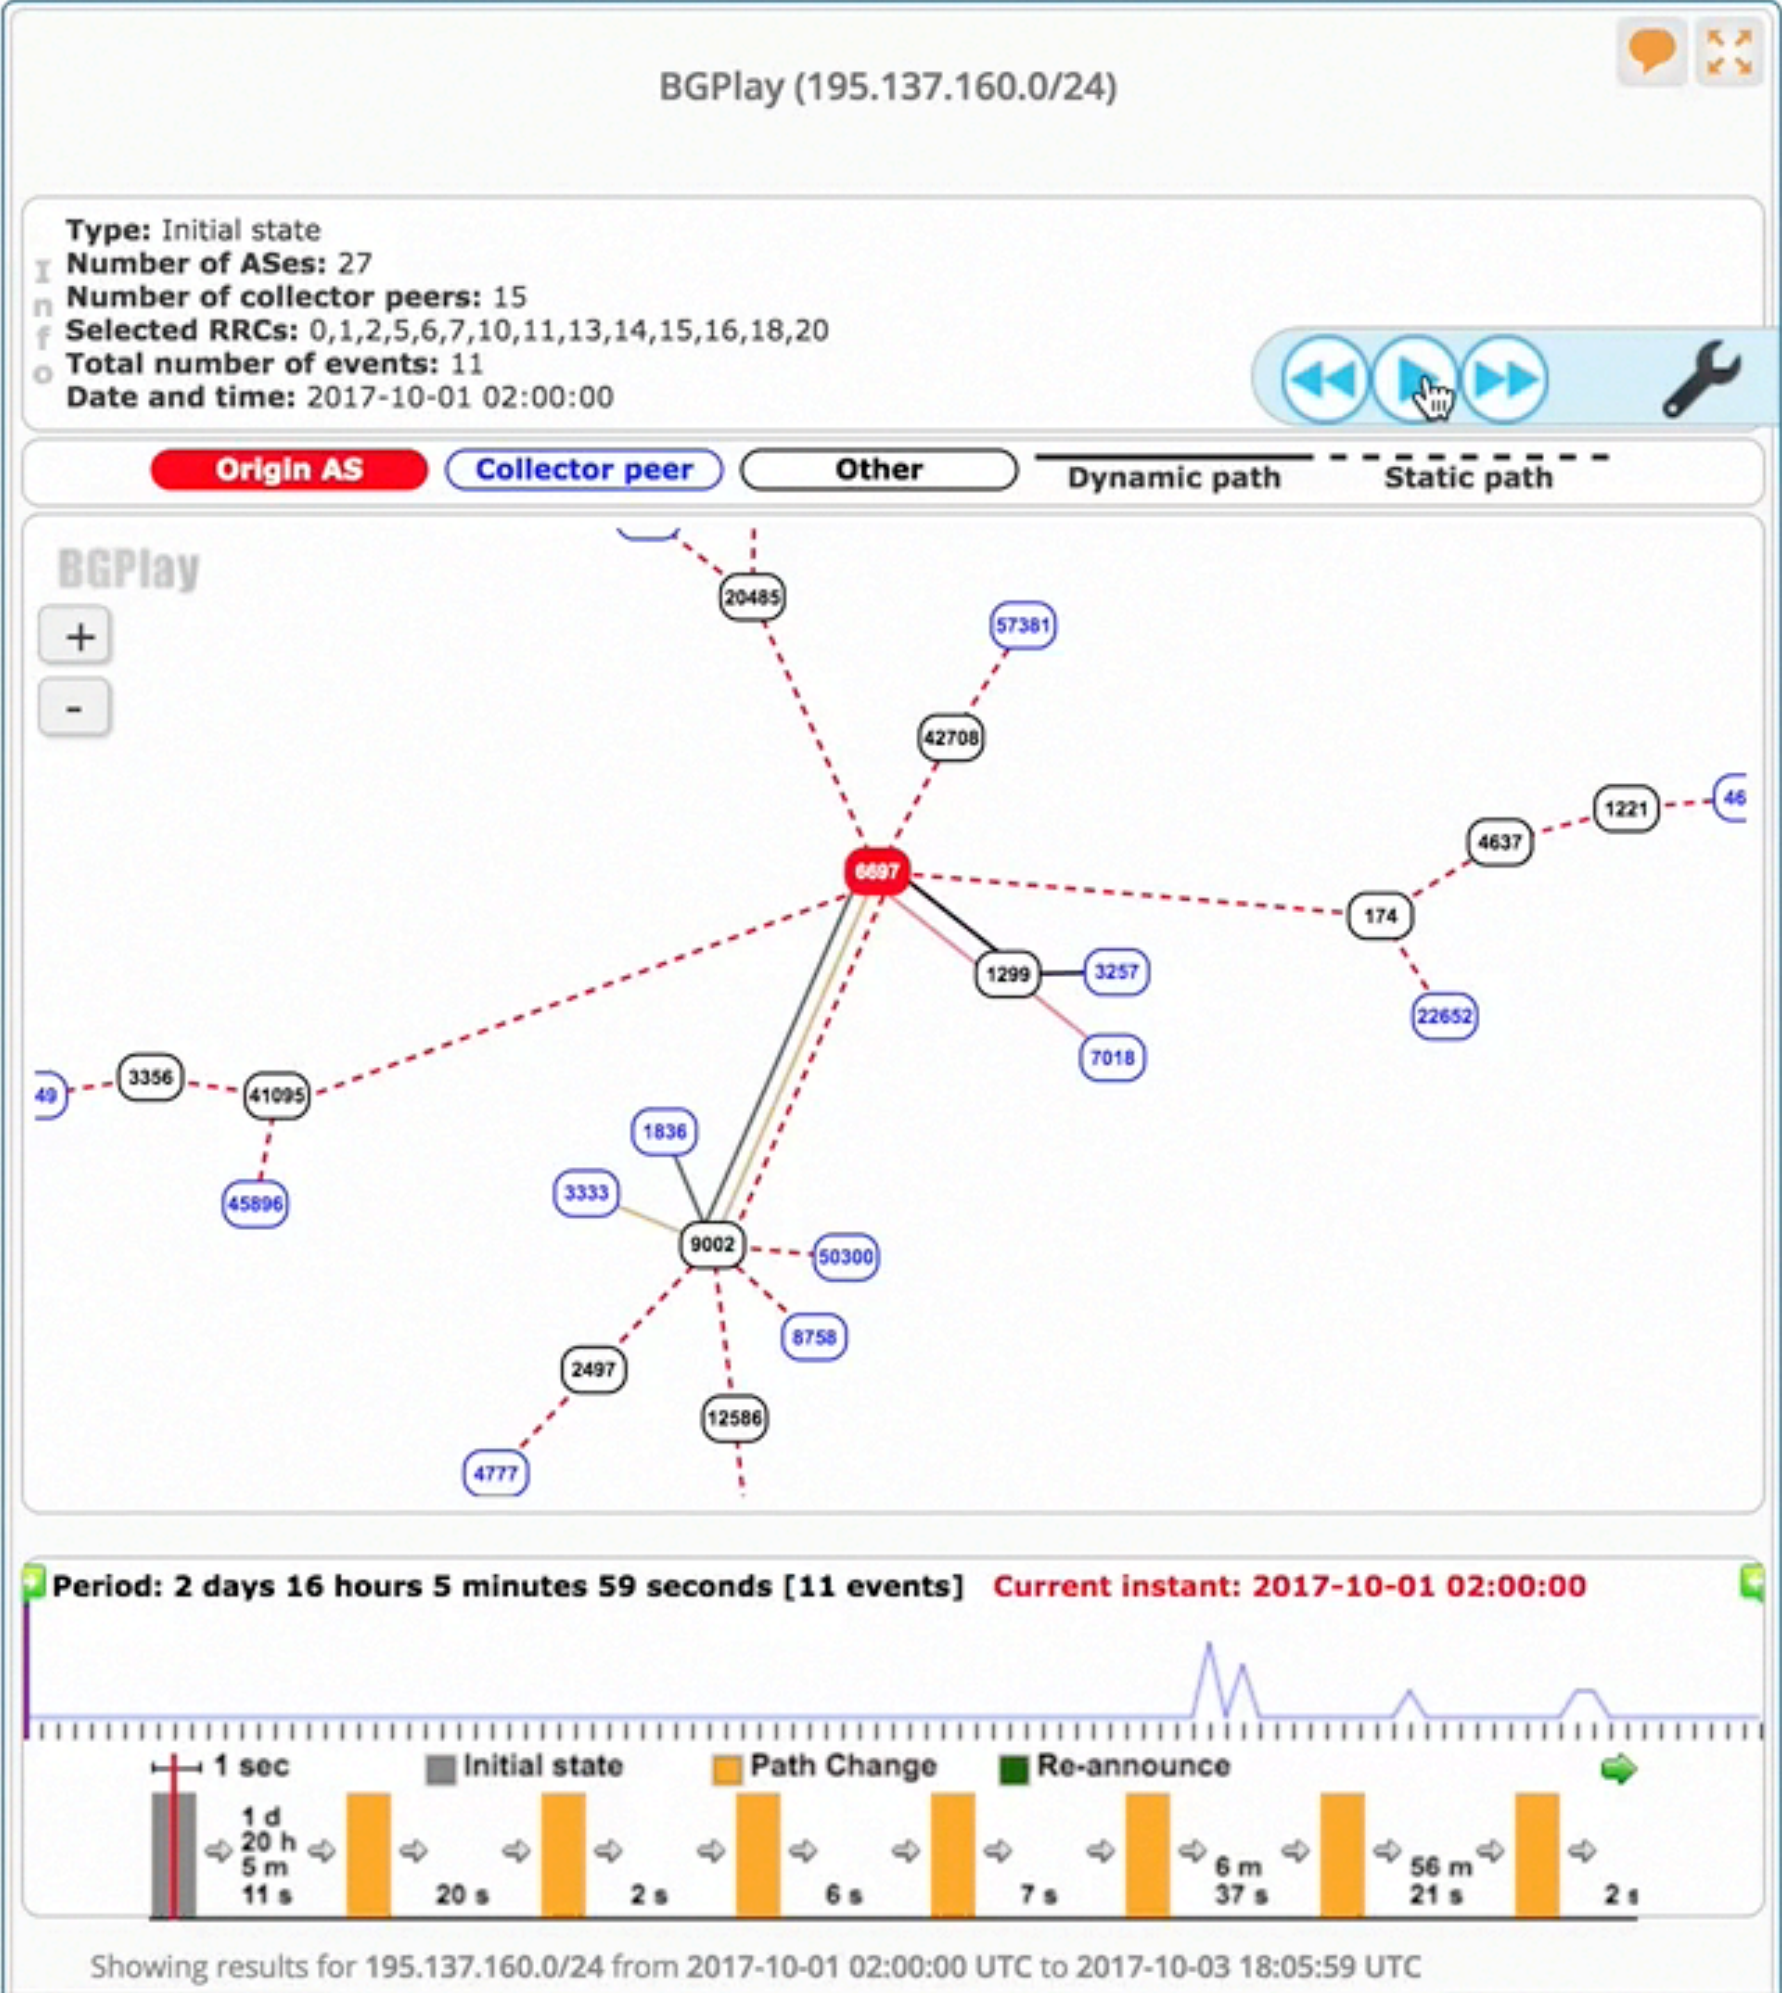 BGPlay (195.137.160.0/24)
Info
Type: Initial state
Number of ASes: 27
Number of collector peers: 15
Selected RRCs: 0,1,2,5,6,7,10,11,13,14,15,16,18,20
Total number of events: 11
Date and time: 2017-10-01 02:00:00
Origin AS Collector peer Other Dynamic path Static path
BGPlay
+
-
20485
57381
42708
46
1221
4637
6697
174
1299
3257
22652
7018
3356
49
41095
1836
3333
45896
9002
50300
8758
2497
12586
4777
Period: 2 days 16 hours 5 minutes 59 seconds [11 events] Current instant: 2017-10-01 02:00:00
1 sec Initial state Path Change Re-announce
1 d
20 h
5 m 6 m 56 m
11 s 20 s 2 s 6 s 7 s 37 s 21 s 2 s
Showing results for 195.137.160.0/24 from 2017-10-01 02:00:00 UTC to 2017-10-03 18:05:59 UTC